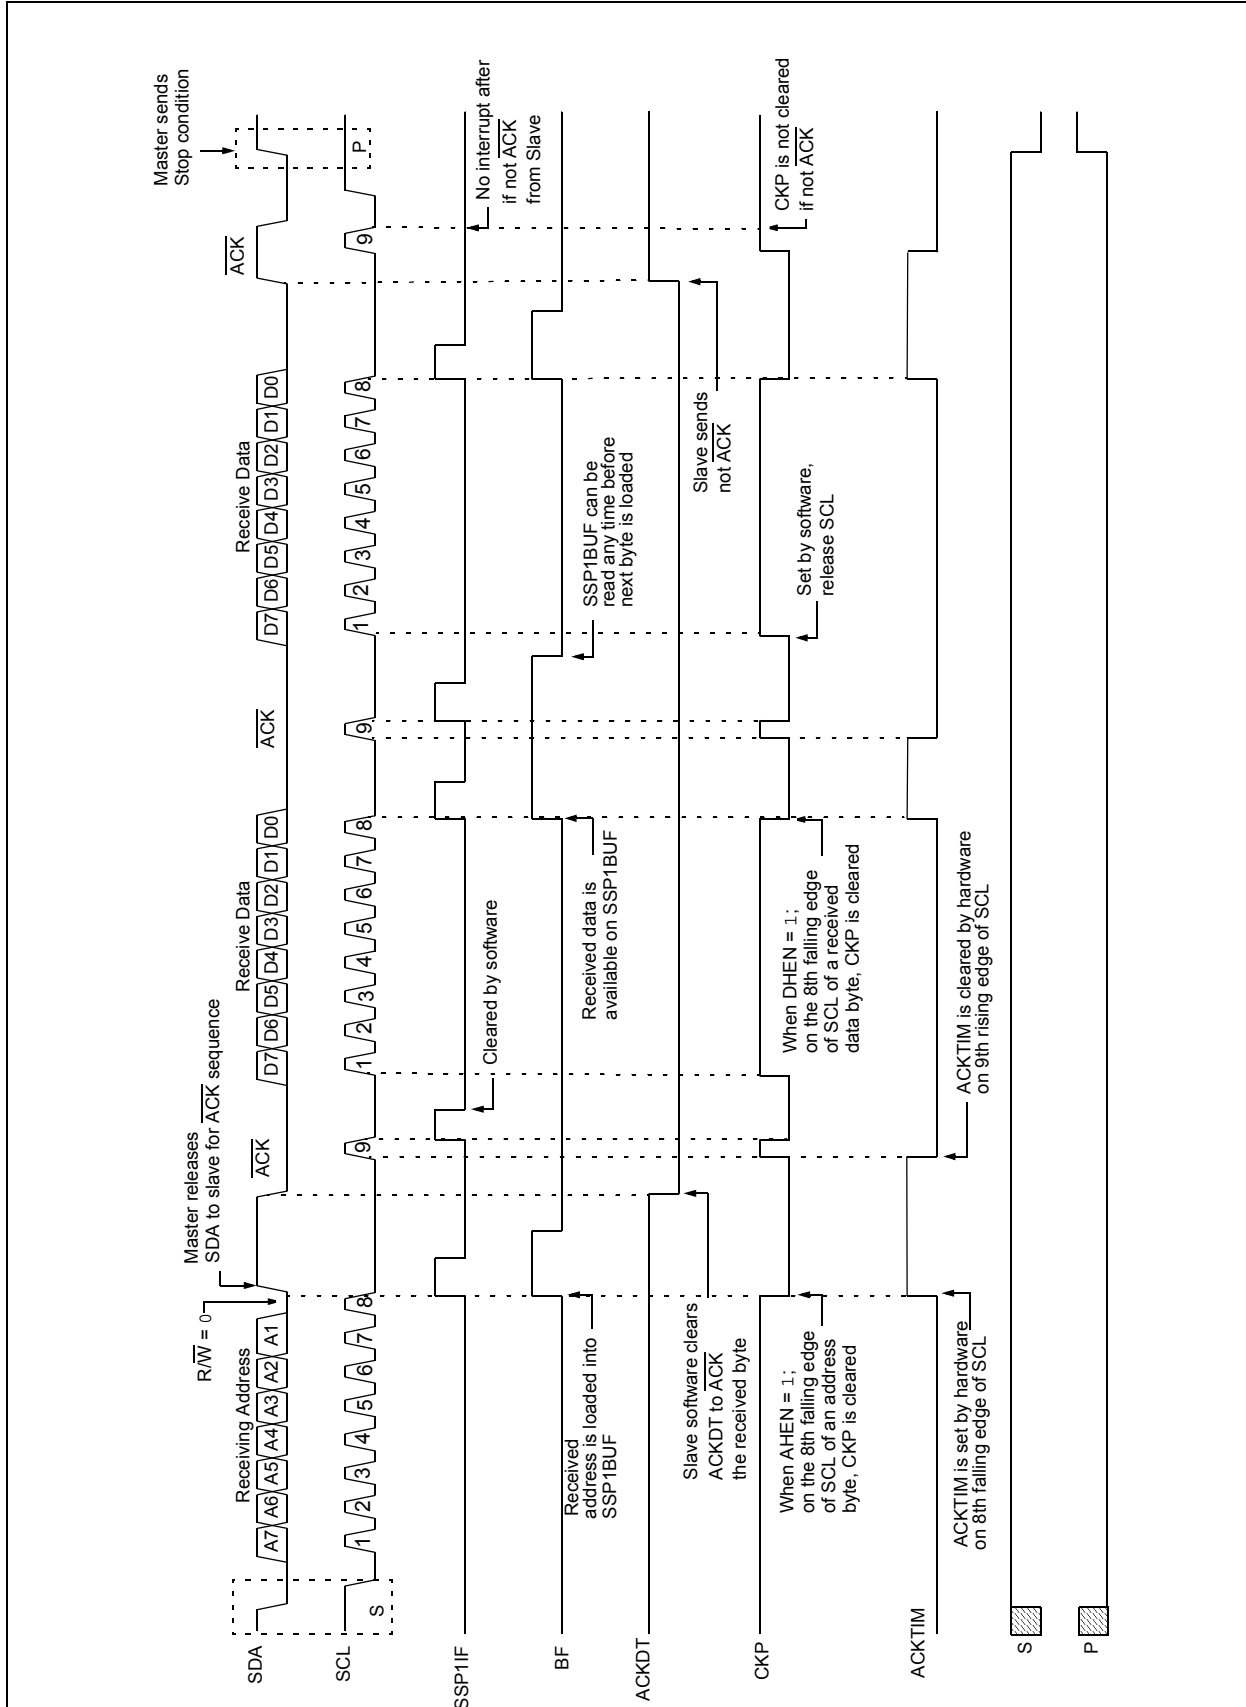 Master sends
Stop condition
Master releases
SDA to slave for ACK sequence
R/W = 0
Receiving Address
ACK
Receive Data
ACK
Receive Data
ACK
SDA
A7 A6 A5 A4 A3 A2 A1
D7 D6 D5 D4 D3 D2 D1 D0
D7 D6 D5 D4 D3 D2 D1 D0
SCL
S
1 2 3 4 5 6 7 8 9
1 2 3 4 5 6 7 8 9
1 2 3 4 5 6 7 8 9
P
SSP1IF
Cleared by software
No interrupt after
if not ACK
from Slave
BF
Received
address is loaded into
SSP1BUF
Received data is
available on SSP1BUF
SSP1BUF can be
read any time before
next byte is loaded
ACKDT
Slave software clears
ACKDT to ACK
the received byte
Slave sends
not ACK
CKP
When AHEN = 1;
on the 8th falling edge
of SCL of an address
byte, CKP is cleared
When DHEN = 1;
on the 8th falling edge
of SCL of a received
data byte, CKP is cleared
Set by software,
release SCL
CKP is not cleared
if not ACK
ACKTIM
ACKTIM is set by hardware
on 8th falling edge of SCL
ACKTIM is cleared by hardware
on 9th rising edge of SCL
S
P